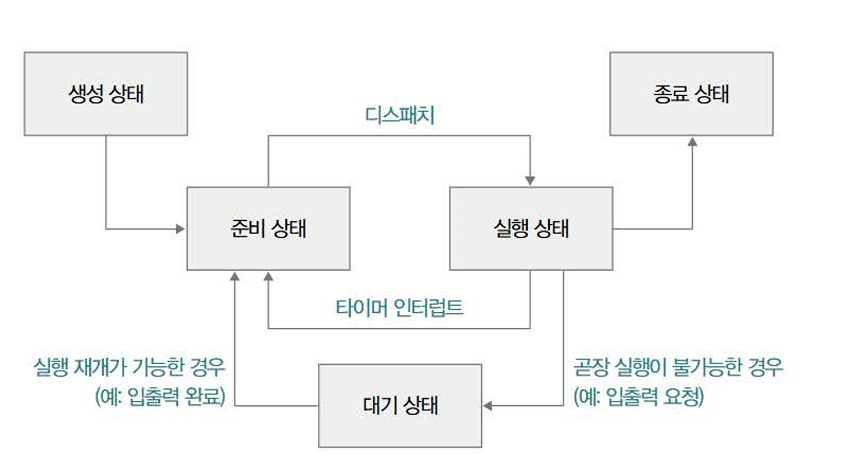 생성 상태
종료 상태
디스패치
준비 상태
실행 상태
타이머 인터럽트
실행 재개가 기능한 경우
(예: 입출력 완료)
곧장 실행이 불가능한 경우
(예: 입출력 요청)
대기 상태